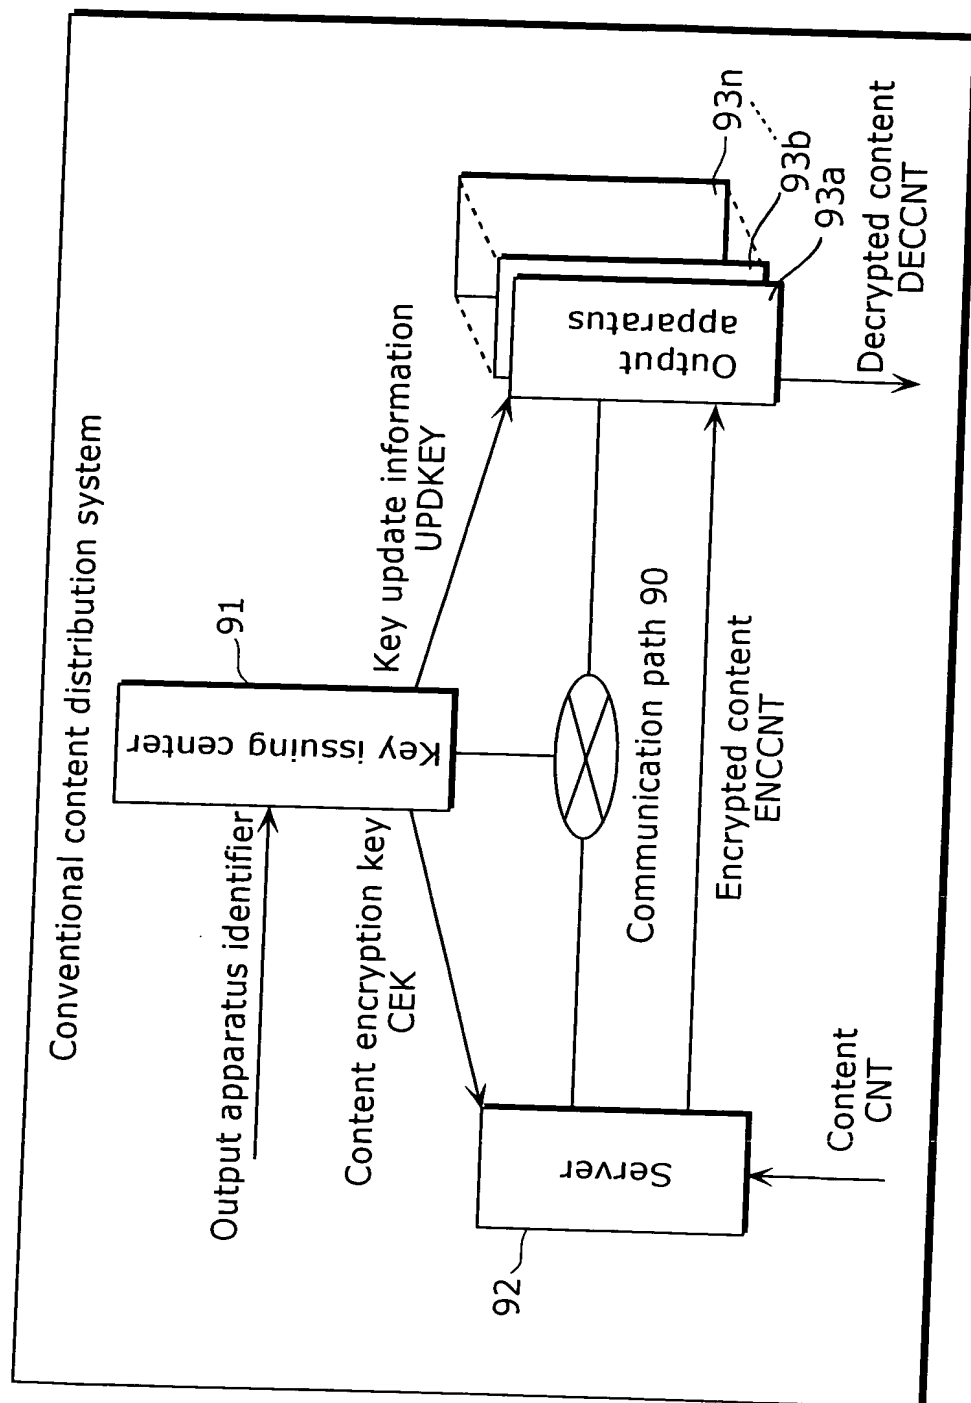 Conventional content distribution system
Output apparatus identifier
91
Key issuing center
Content encryption key
CEK
Key update information
UPDKEY
92
Server
Communication path 90
Output
apparatus
93n
93b
93a
Encrypted content
ENCCNT
Content
CNT
Decrypted content
DECCNT